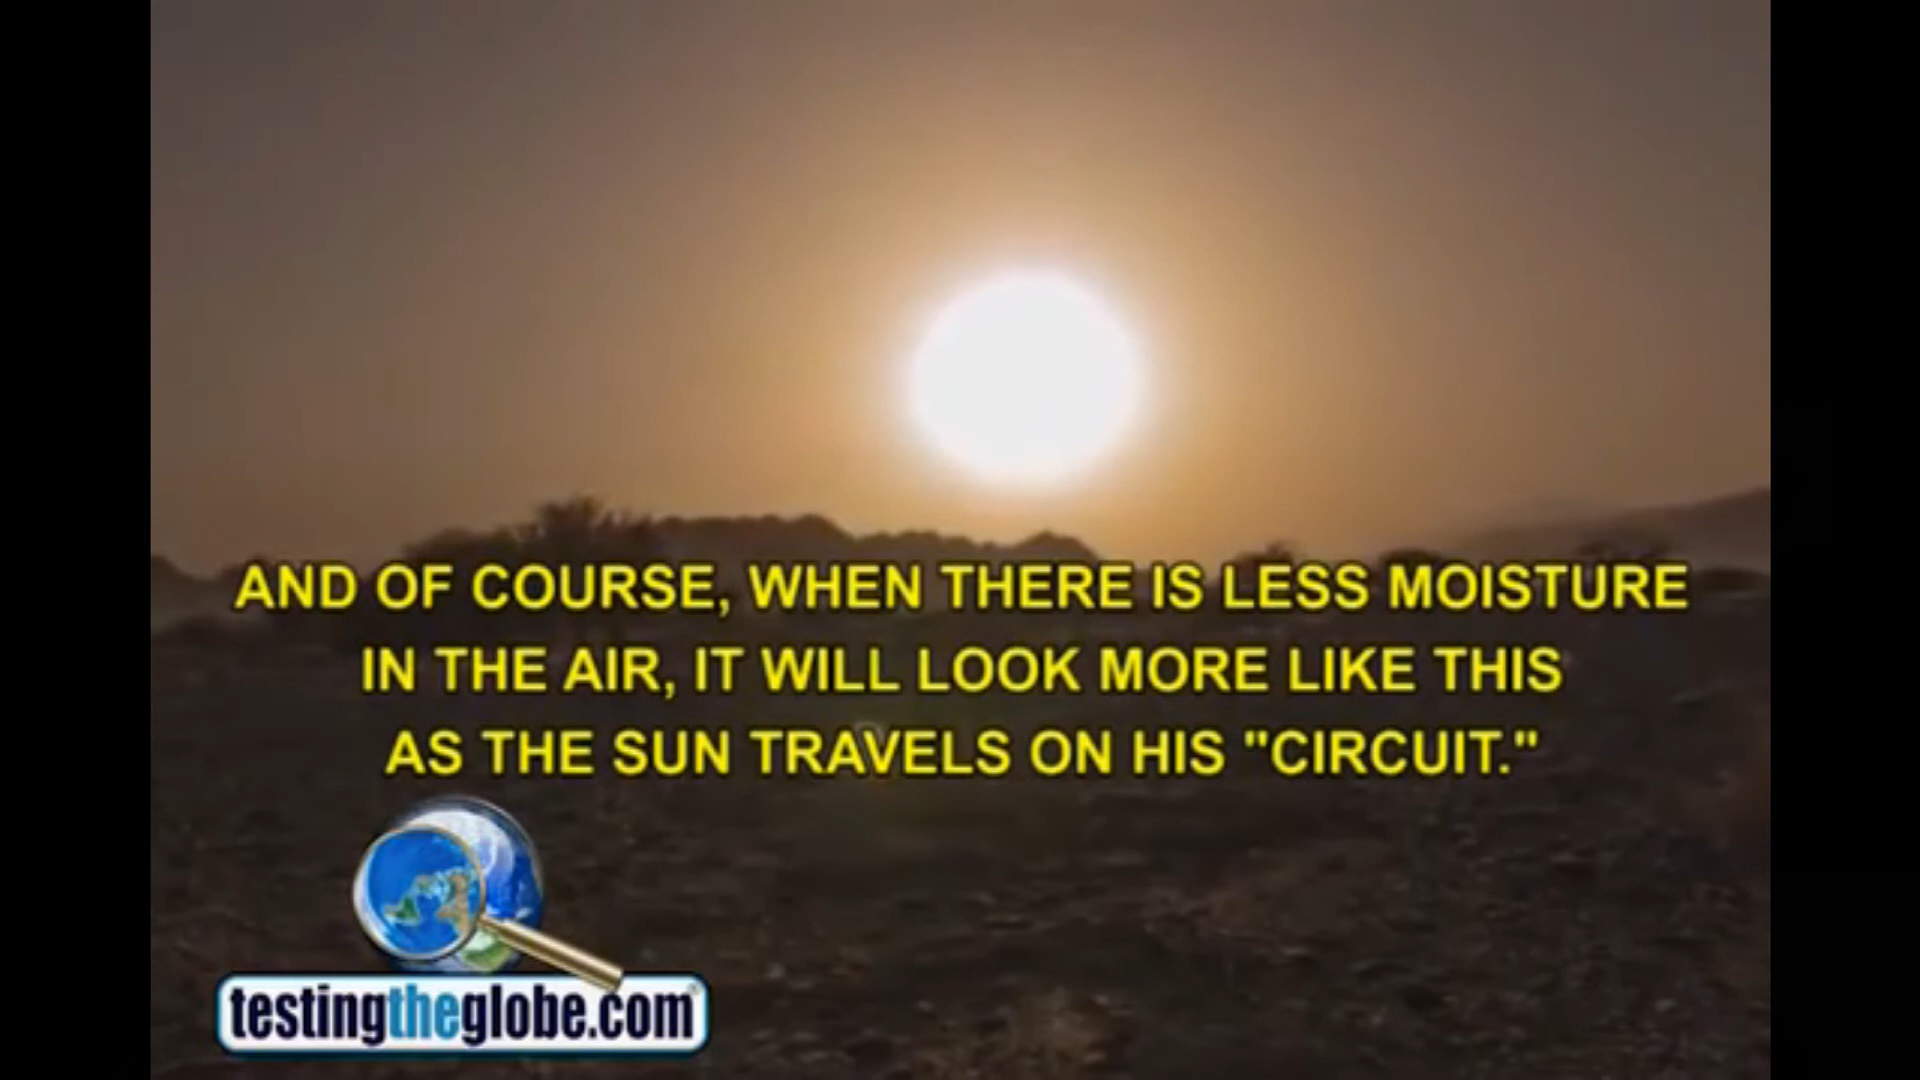 AND OF COURSE, WHEN THERE IS LESS MOISTURE
IN THE AIR, IT WILL LOOK MORE LIKE THIS
AS THE SUN TRAVELS ON HIS "CIRCUIT."
testingtheglobe.com